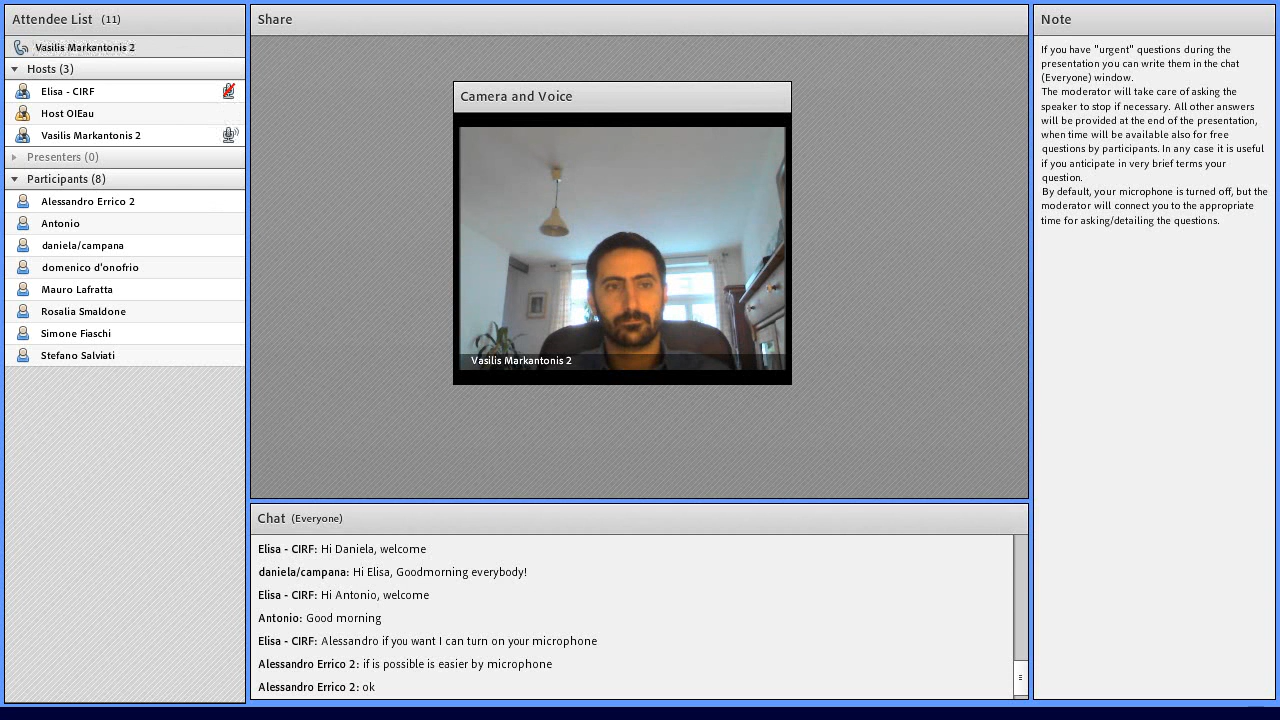 Attendee List (11)
Vasilis Markantonis 2
Hosts (3)
Elisa - CIRF
Host OIEau
Vasilis Markantonis 2
Presenters (0)
Participants (8)
Alessandro Errico 2
Antonio
daniela/campana
domenico d'onofrio
Mauro Lafratta
Rosalia Smaldone
Simone Fiaschi
Stefano Salviati
Share
Camera and Voice
Vasilis Markantonis 2
Chat (Everyone)
Elisa - CIRF: Hi Daniela, welcome
daniela/campana: Hi Elisa, Goodmorning everybody!
Elisa - CIRF: Hi Antonio, welcome
Antonio: Good morning
Elisa - CIRF: Alessandro if you want I can turn on your microphone
Alessandro Errico 2: if is possible is easier by microphone
Alessandro Errico 2: ok
Note
If you have "urgent" questions during the
presentation you can write them in the chat
(Everyone) window.
The moderator will take care of asking the
speaker to stop if necessary. All other answers
will be provided at the end of the presentation,
when time will be available also for free
questions by participants. In any case it is useful
if you anticipate in very brief terms your
question.
By default, your microphone is turned off, but the
moderator will connect you to the appropriate
time for asking/detailing the questions.